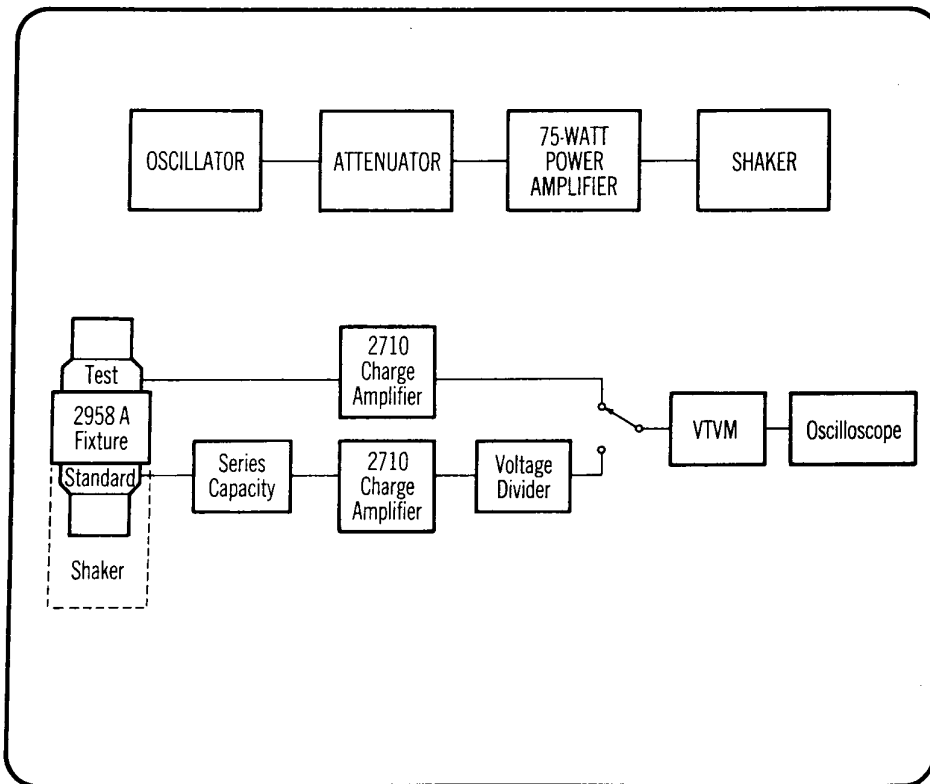 OSCILLATOR
ATTENUATOR
75-WATT
POWER
AMPLIFIER
SHAKER
Test
2958 A
Fixture
Standard
Shaker
2710
Charge
Amplifier
Series
Capacity
2710
Charge
Amplifier
Voltage
Divider
VTVM
Oscilloscope